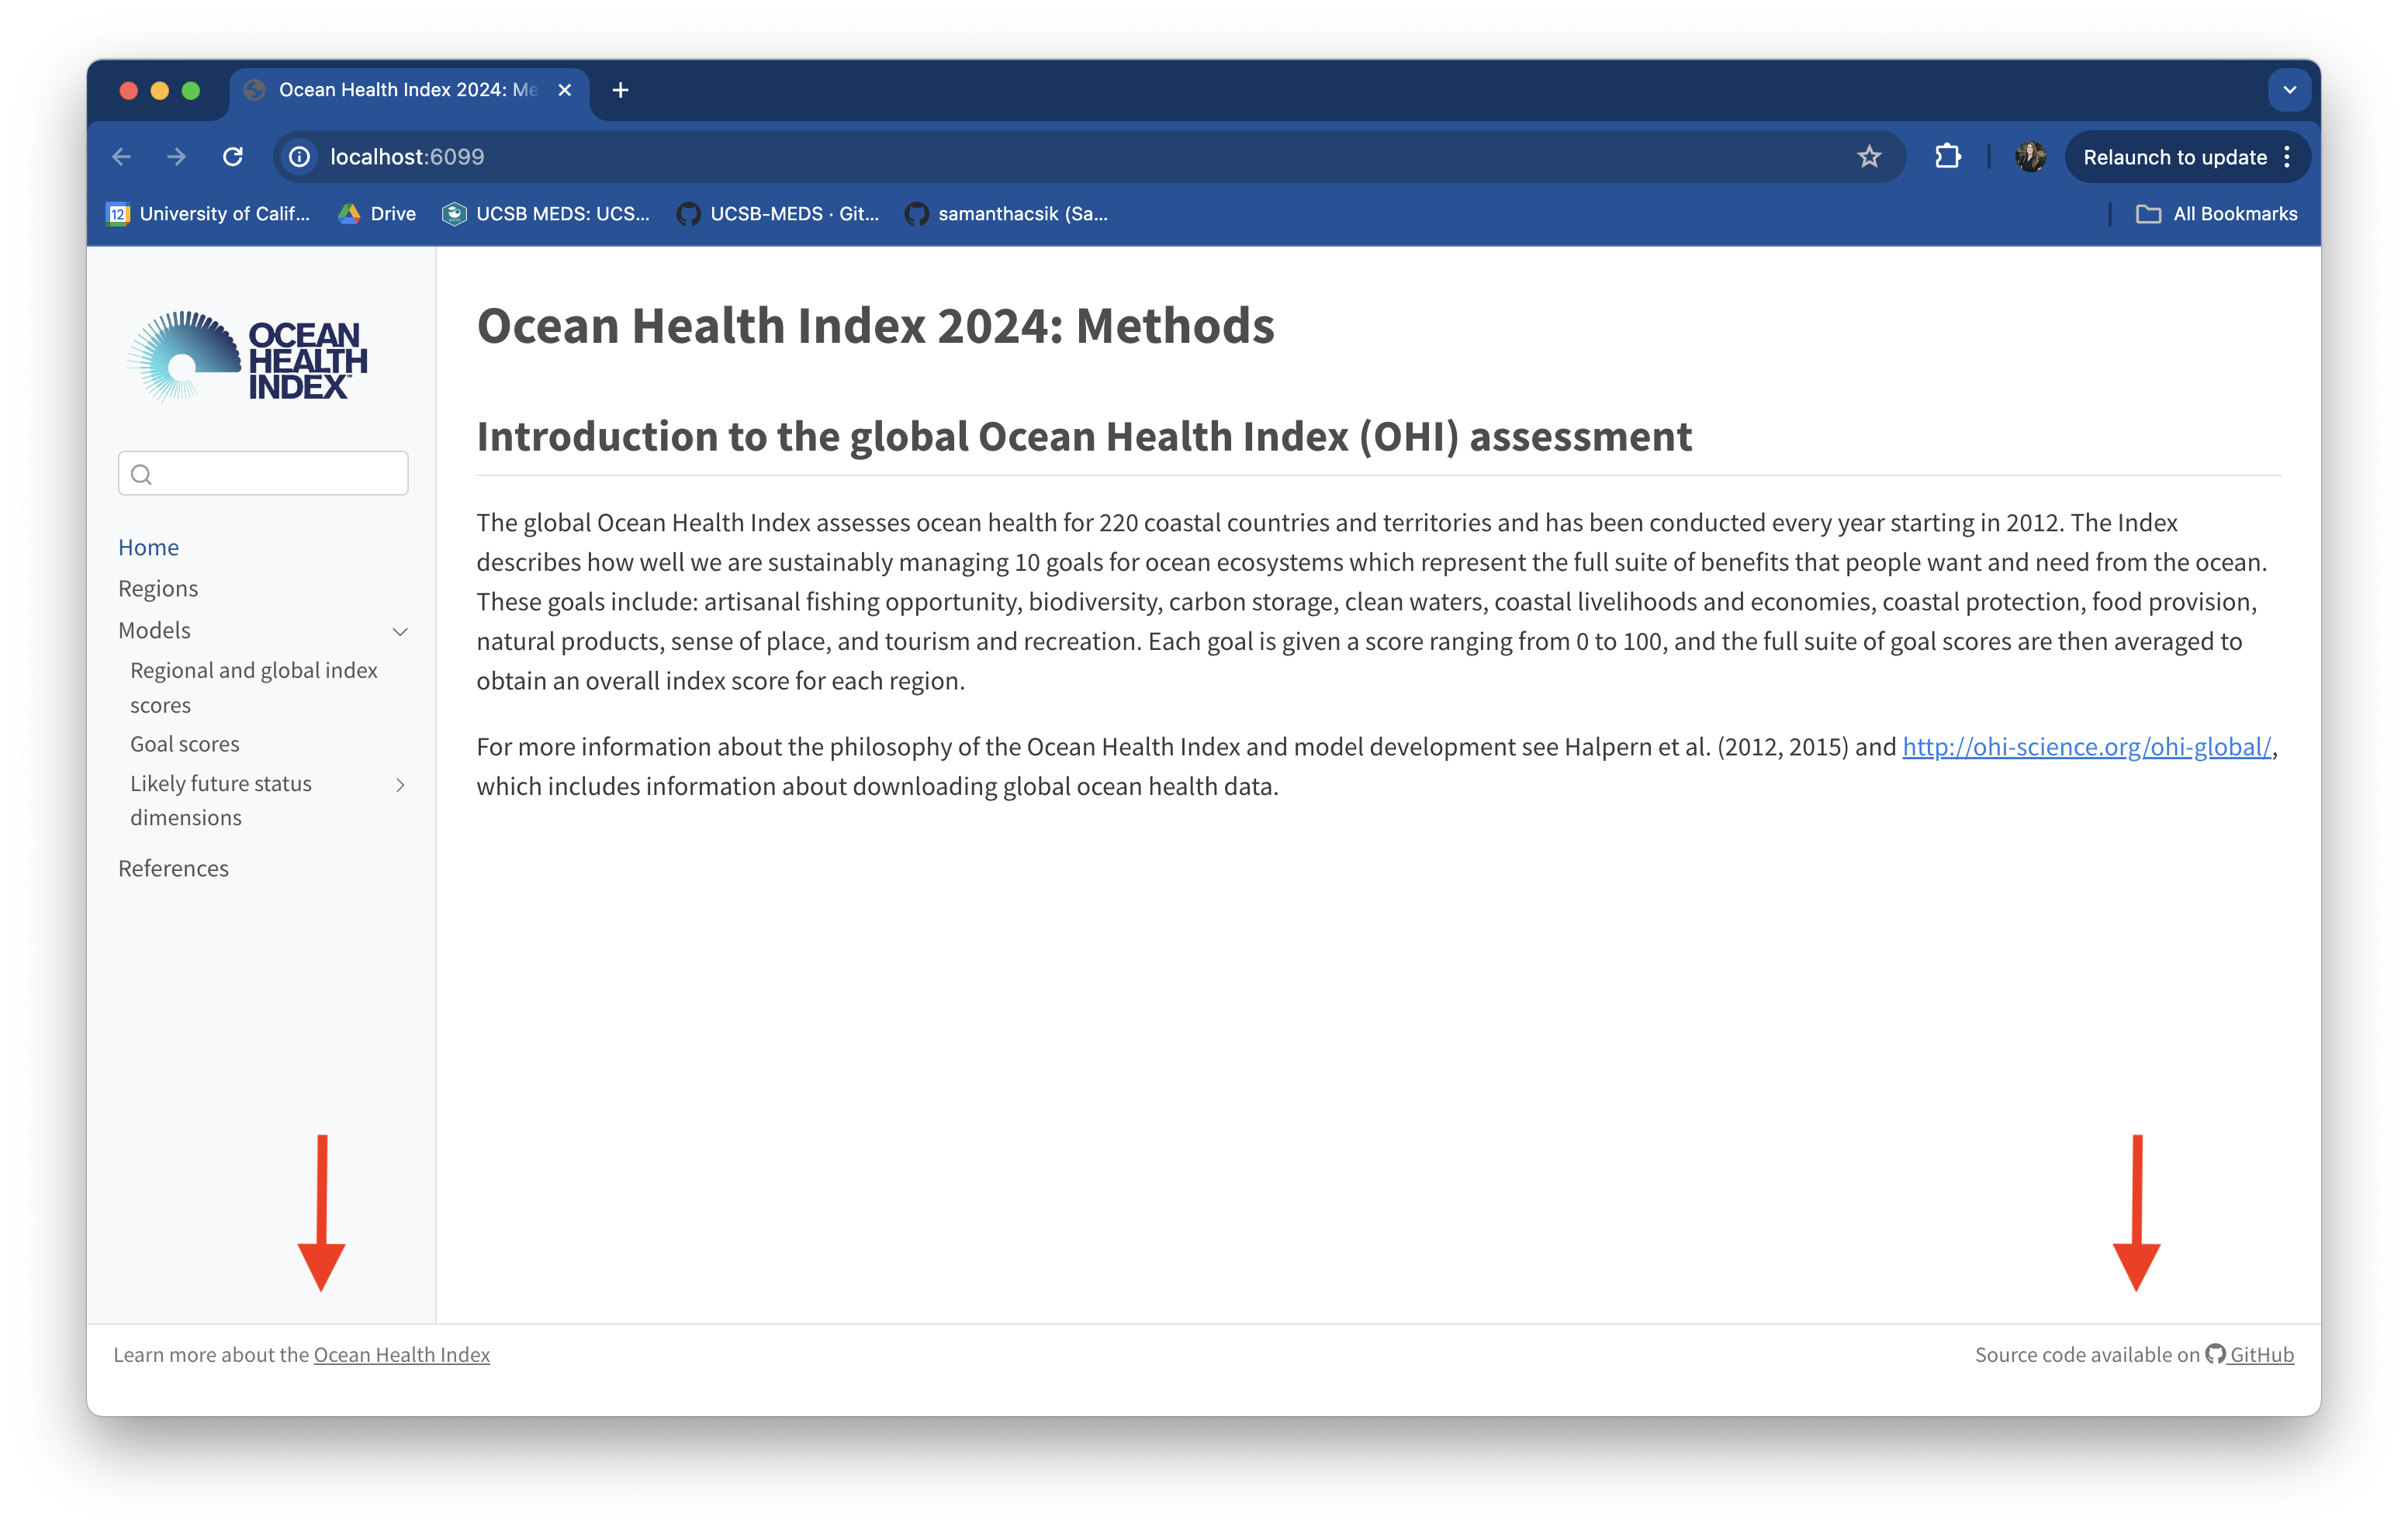 Ocean Health Index 2024: Me
localhost:6099
Relaunch to update
12
University of Calif...
Drive
UCSB MEDS: UCS...
UCSB-MEDS · Git...
samanthacsik (Sa...
All Bookmarks
OCEAN
HEALTH
INDEX™
Home
Regions
Models
Regional and global index
scores
Goal scores
Likely future status
dimensions
References
Ocean Health Index 2024: Methods
Introduction to the global Ocean Health Index (OHI) assessment
The global Ocean Health Index assesses ocean health for 220 coastal countries and territories and has been conducted every year starting in 2012. The Index
describes how well we are sustainably managing 10 goals for ocean ecosystems which represent the full suite of benefits that people want and need from the ocean.
These goals include: artisanal fishing opportunity, biodiversity, carbon storage, clean waters, coastal livelihoods and economies, coastal protection, food provision,
natural products, sense of place, and tourism and recreation. Each goal is given a score ranging from 0 to 100, and the full suite of goal scores are then averaged to
obtain an overall index score for each region.
For more information about the philosophy of the Ocean Health Index and model development see Halpern et al. (2012, 2015) and http://ohi-science.org/ohi-global/,
which includes information about downloading global ocean health data.
Learn more about the Ocean Health Index
Source code available on GitHub